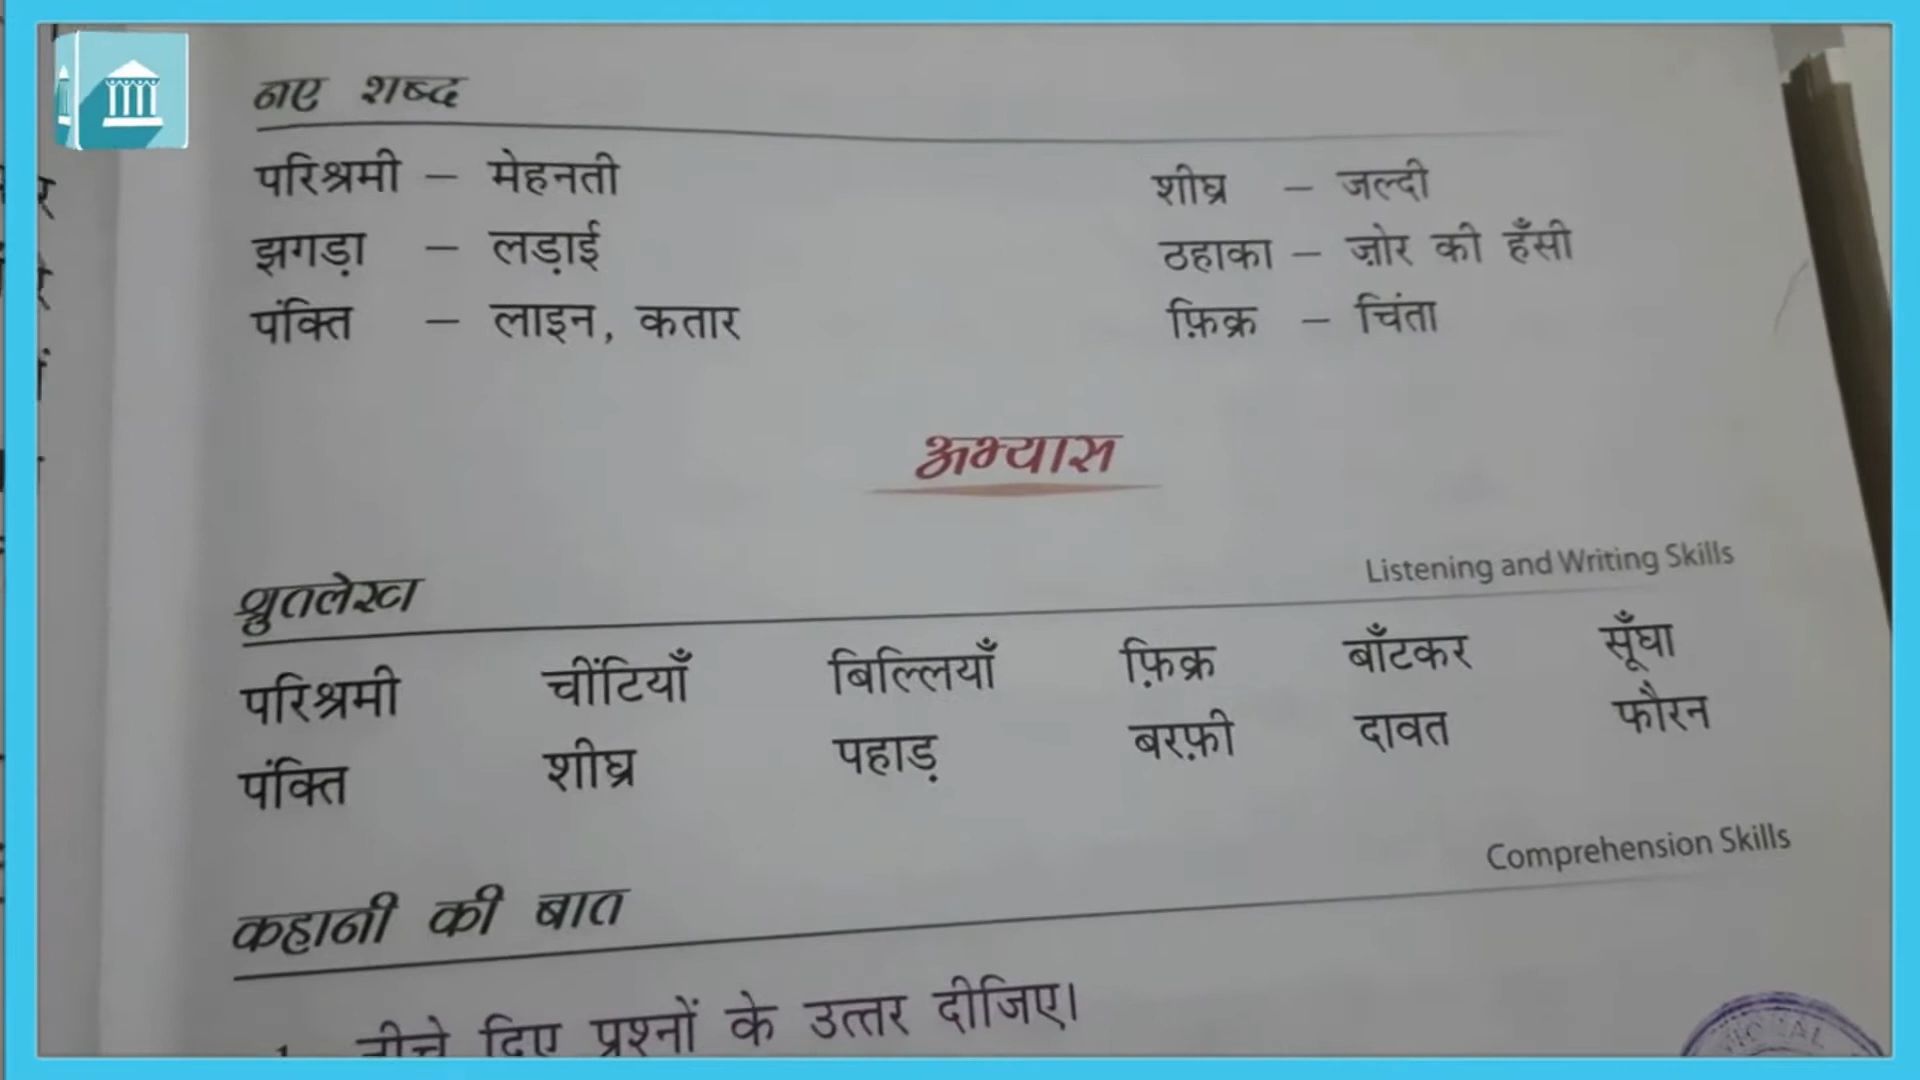 नए शब्द
परिश्रमी – मेहनती शीघ्र – जल्दी
झगड़ा – लड़ाई ठहाका – ज़ोर की हँसी
पंक्ति – लाइन, कतार फ़िक्र – चिंता
अभ्यास
श्रुतलेख Listening and Writing Skills
परिश्रमी चींटियाँ बिल्लियाँ फ़िक्र बाँटकर सूँघा
पंक्ति शीघ्र पहाड़ बरफ़ी दावत फौरन
कहानी की बात Comprehension Skills
नीचे दिए प्रश्नों के उत्तर दीजिए।